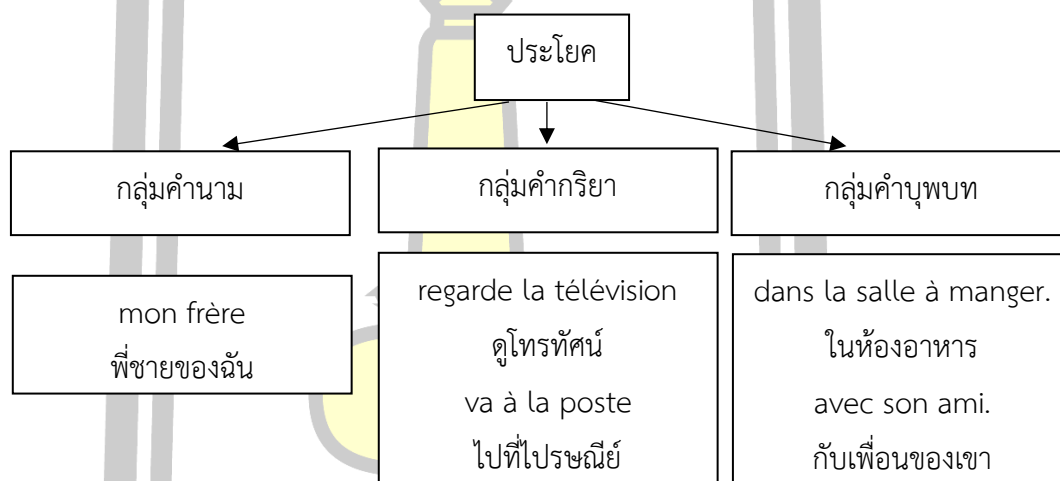 ประโยค
กลุ่มคำนาม
กลุ่มคำกริยา
กลุ่มคำบุพบท
mon frère
พี่ชายของฉัน
regarde la télévision
ดูโทรทัศน์
va à la poste
ไปที่ไปรษณีย์
dans la salle à manger.
ในห้องอาหาร
avec son ami.
กับเพื่อนของเขา